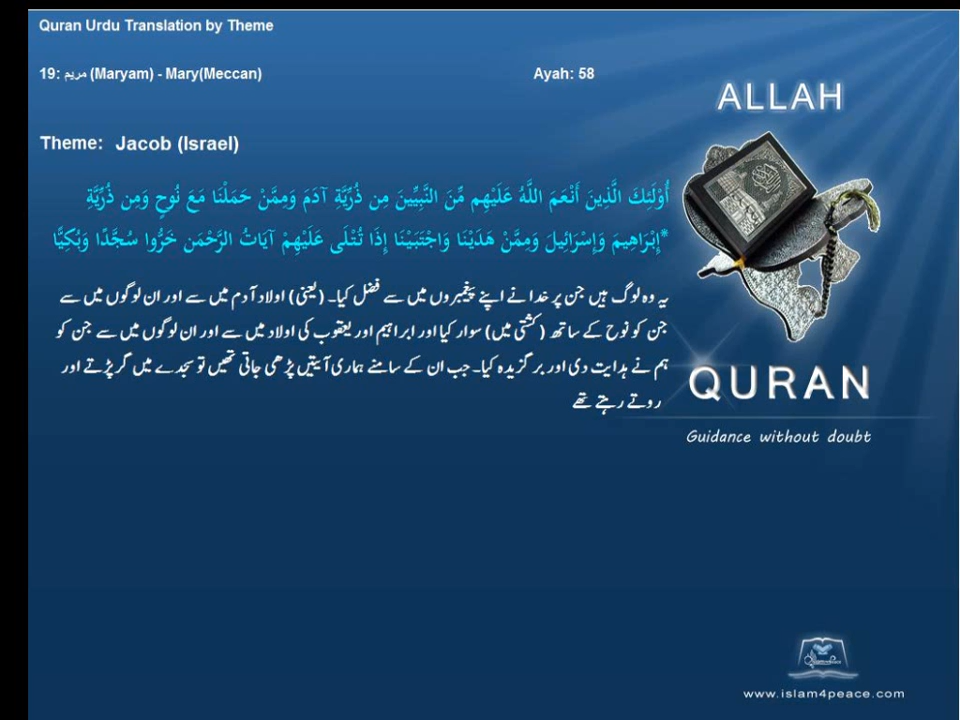 Quran Urdu Translation by Theme
19: مريم (Maryam) - Mary(Meccan)
Ayah: 58
Theme: Jacob (Israel)
أُوْلَئِكَ الَّذِينَ أَنْعَمَ اللَّهُ عَلَيْهِم مِّنَ النَّبِيِّينَ مِن ذُرِّيَّةِ آدَمَ وَمِمَّنْ حَمَلْنَا مَعَ نُوحٍ وَمِن ذُرِّيَّةِ
*إِبْرَاهِيمَ وَإِسْرَائِيلَ وَمِمَّنْ هَدَيْنَا وَاجْتَبَيْنَا إِذَا تُتْلَى عَلَيْهِمْ آيَاتُ الرَّحْمَن خَرُّوا سُجَّدًا وَبُكِيًّا
یہ وہ لوگ ہیں جن پر خدا نے اپنے پیغمبروں میں سے فضل کیا۔ (یعنی) اولاد آدم میں سے اور ان لوگوں میں سے
جن کو نوح کے ساتھ (کشتی میں) سوار کیا اور ابراہیم اور یعقوب کی اولاد میں سے اور ان لوگوں میں سے جن کو
ہم نے ہدایت دی اور برگزیدہ کیا۔ جب ان کے سامنے ہماری آیتیں پڑھی جاتی تھیں تو سجدے میں گر پڑتے اور
روتے رہتے تھے
ALLAH
QURAN
Guidance without doubt
www.islam4peace.com